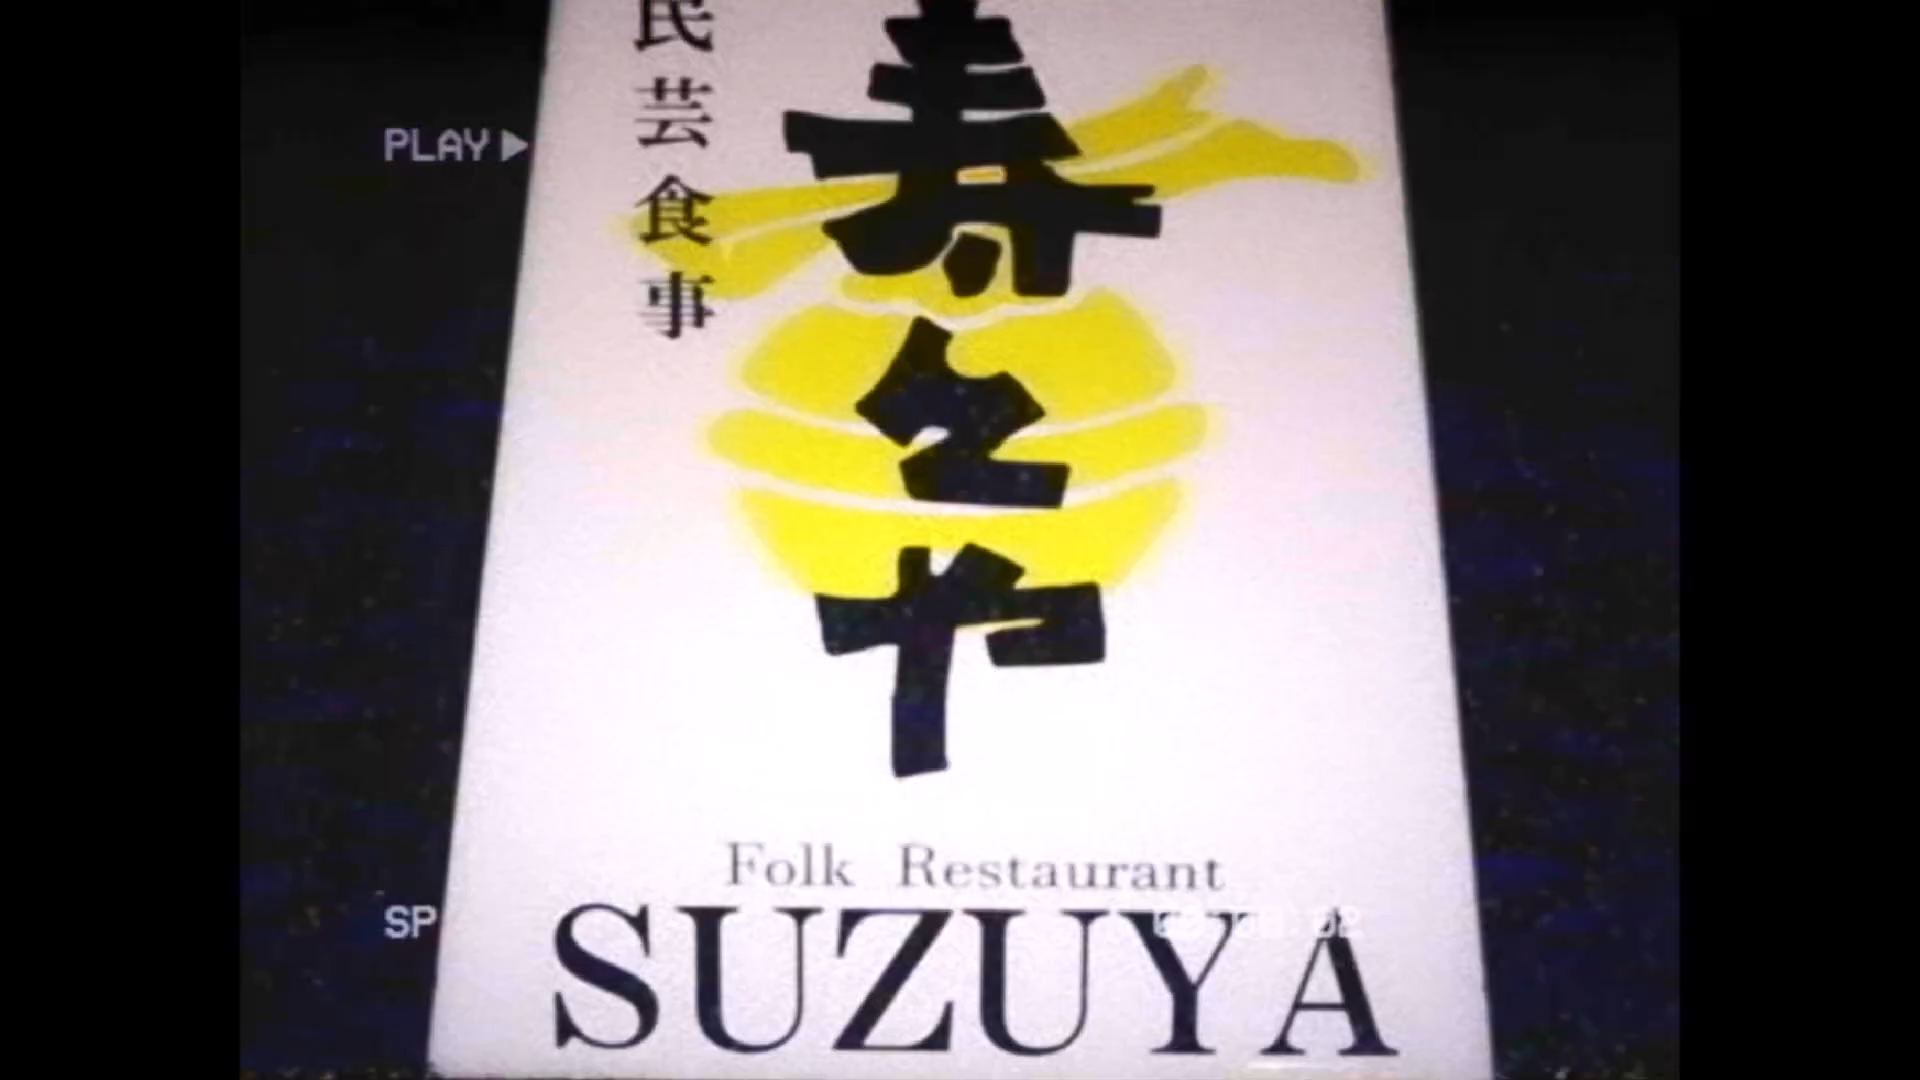 民芸食事
寿々や
PLAY
Folk Restaurant
SP
SUZUYA